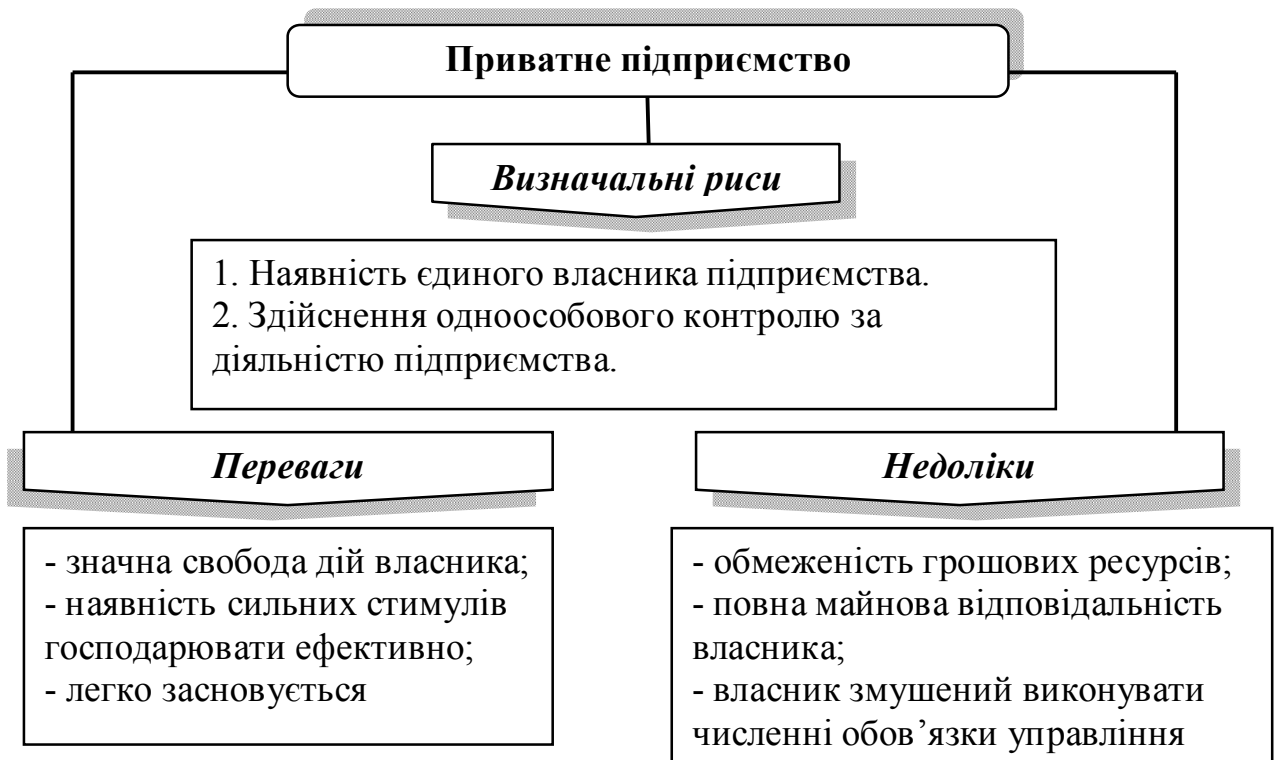 Приватне підприємство
Визначальні риси
1. Наявність єдиного власника підприємства.
2. Здійснення одноособового контролю за
діяльністю підприємства.
Переваги
- значна свобода дій власника;
- наявність сильних стимулів
господарювати ефективно;
- легко засновується
Недоліки
- обмеженість грошових ресурсів;
- повна майнова відповідальність
власника;
- власник змушений виконувати
численні обов’язки управління